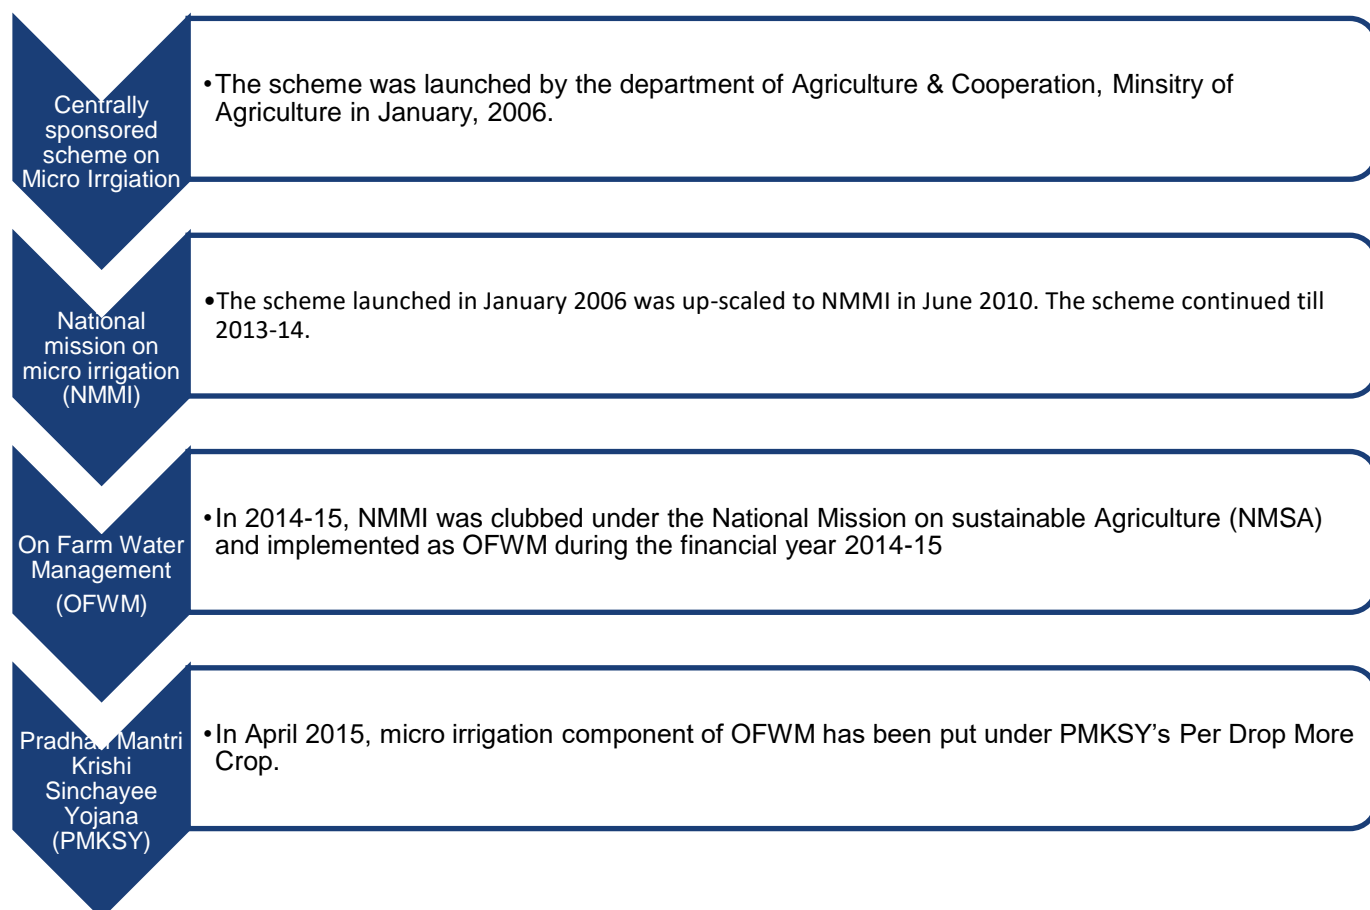 Centrally
sponsored
scheme on
Micro Irrgiation
•The scheme was launched by the department of Agriculture & Cooperation, Minsitry of
Agriculture in January, 2006.
National
mission on
micro irrigation
(NMMI)
•The scheme launched in January 2006 was up-scaled to NMMI in June 2010. The scheme continued till
2013-14.
On Farm Water
Management
(OFWM)
•In 2014-15, NMMI was clubbed under the National Mission on sustainable Agriculture (NMSA)
and implemented as OFWM during the financial year 2014-15
Pradhan Mantri
Krishi
Sinchayee
Yojana
(PMKSY)
•In April 2015, micro irrigation component of OFWM has been put under PMKSY’s Per Drop More
Crop.